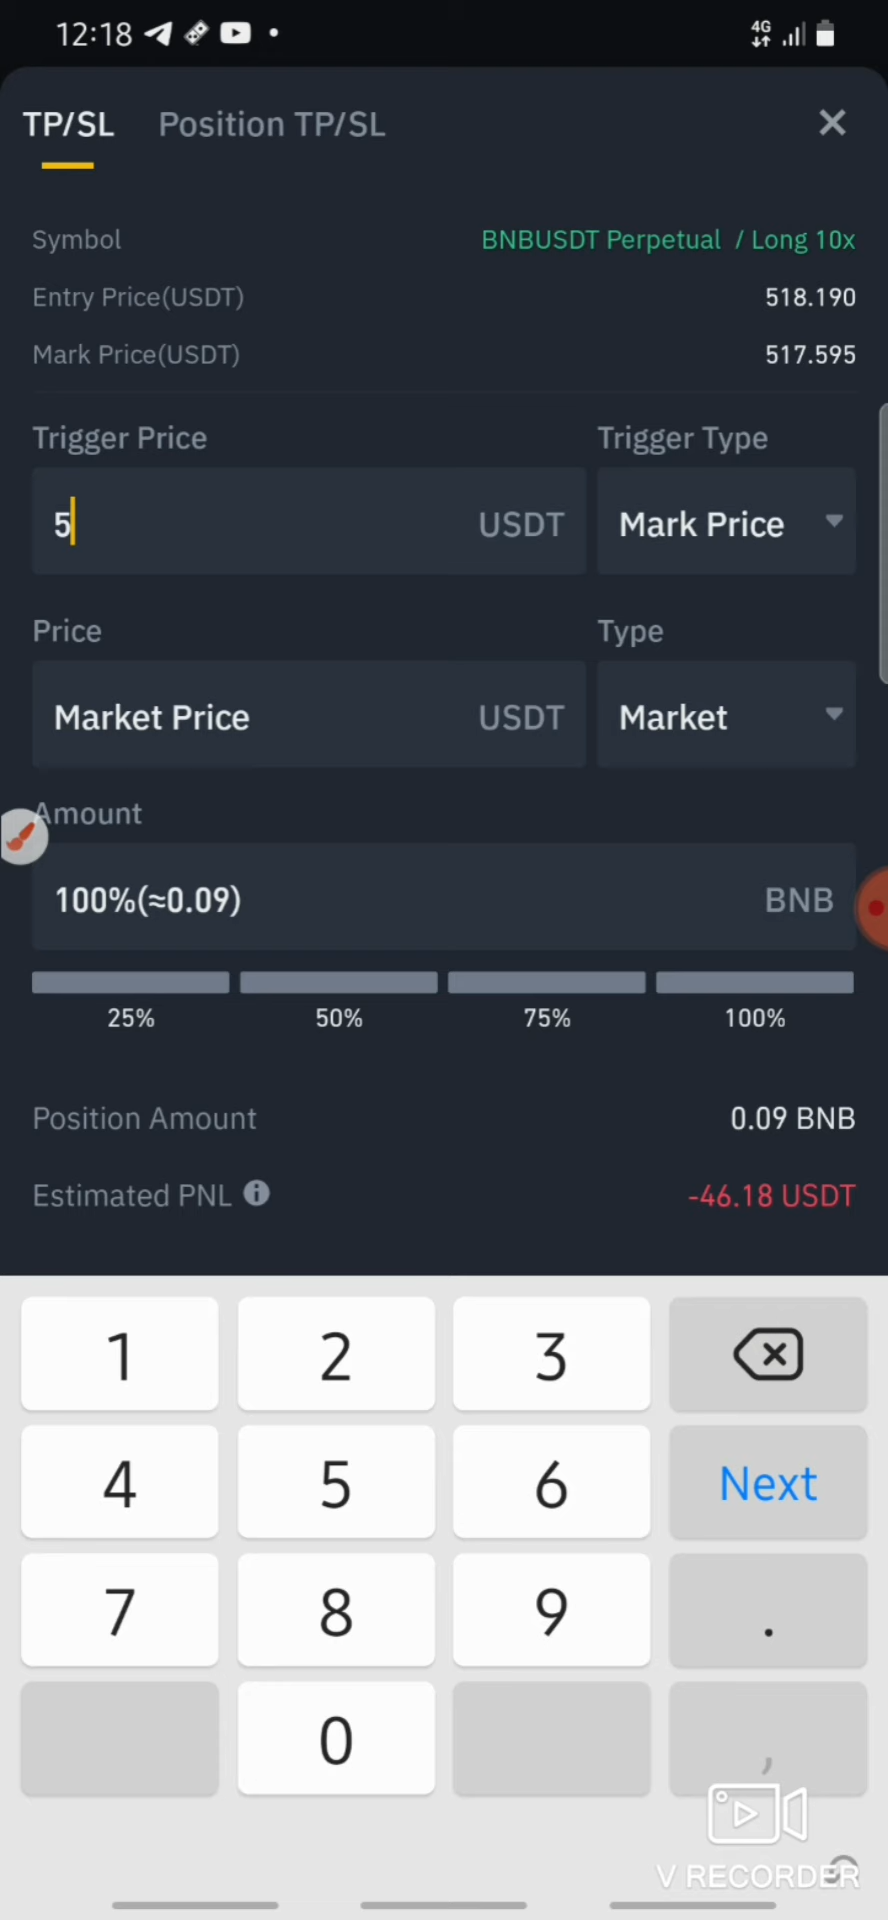 12:18 4G
TP/SL Position TP/SL
Symbol BNBUSDT Perpetual / Long 10x
Entry Price(USDT) 518.190
Mark Price(USDT) 517.595
Trigger Price Trigger Type
5 USDT Mark Price
Price Type
Market Price USDT Market
Amount
100%(≈0.09) BNB
25% 50% 75% 100%
Position Amount 0.09 BNB
Estimated PNL -46.18 USDT
1 2 3
4 5 6 Next
7 8 9 .
0 ,
V RECORDER